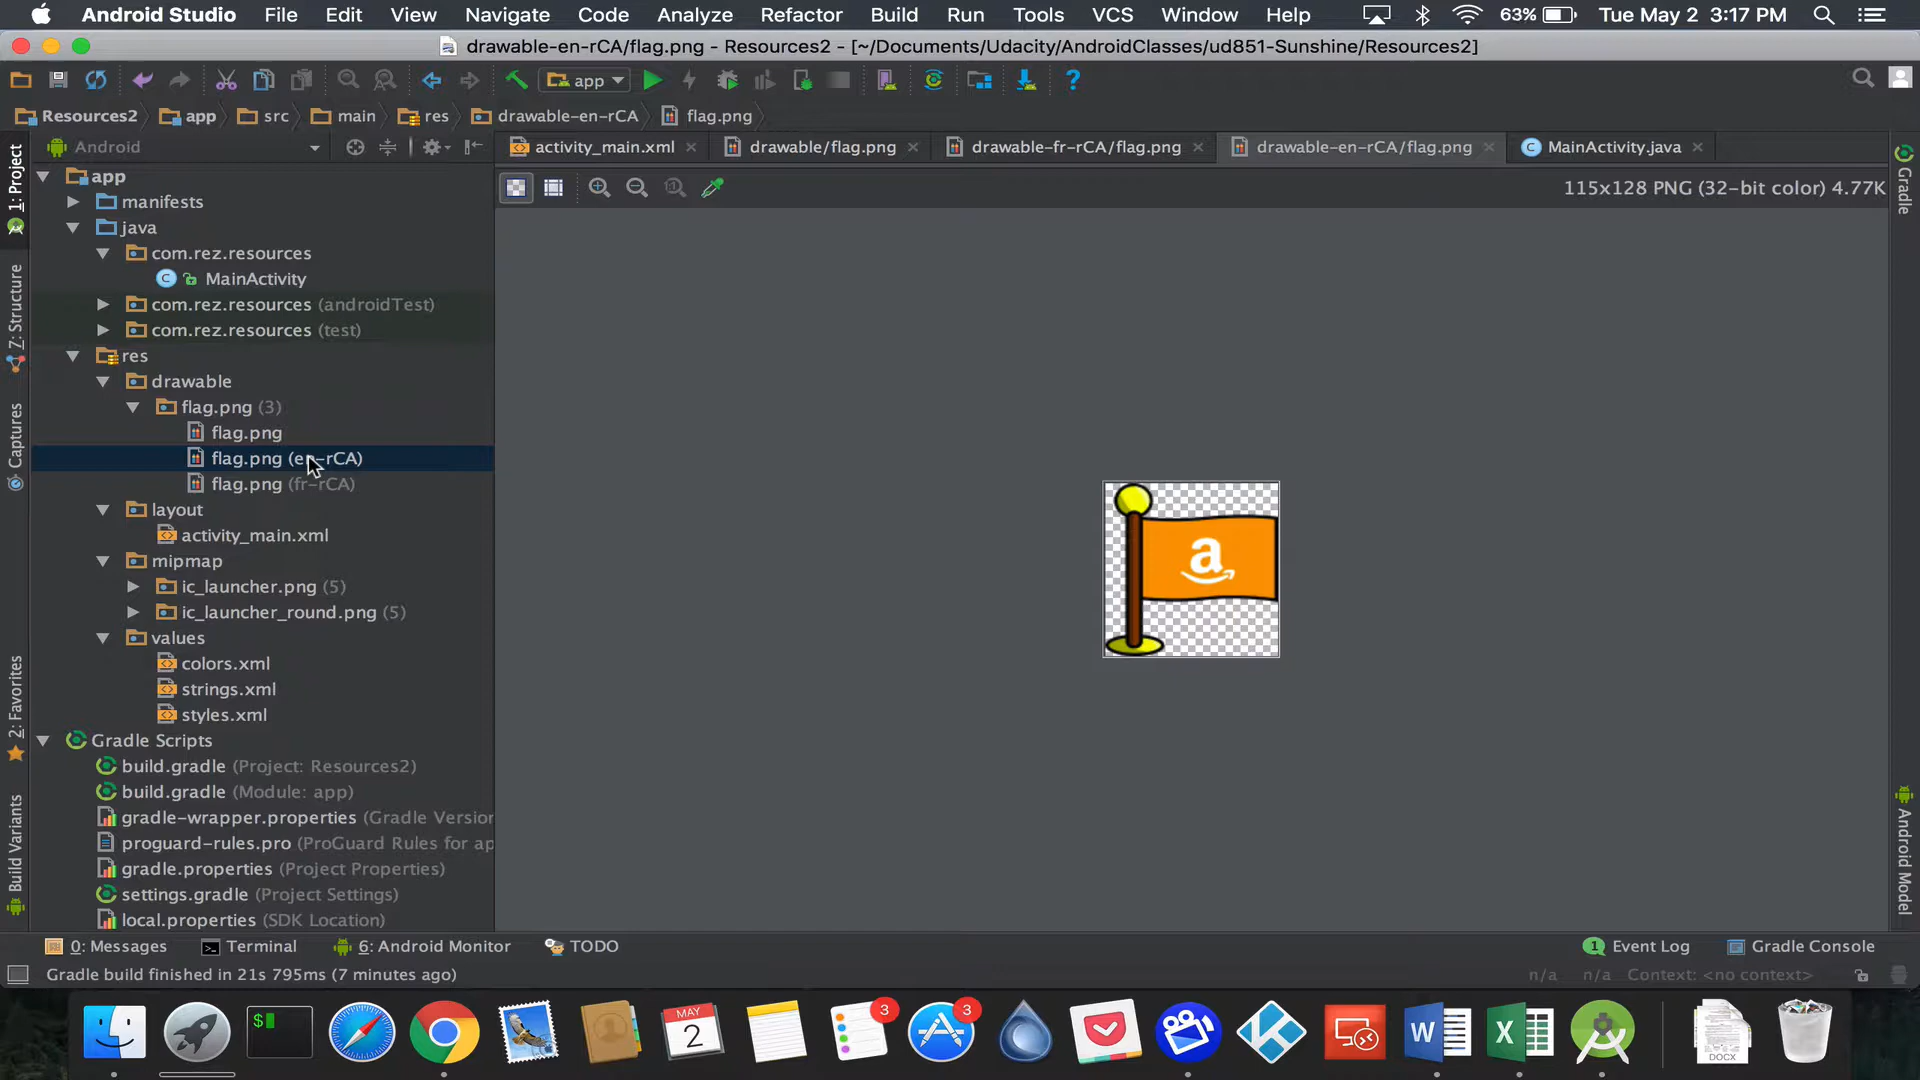 Android Studio File Edit View Navigate Code Analyze Refactor Build Run Tools VCS Window Help 63% Tue May 2 3:17 PM
drawable-en-rCA/flag.png - Resources2 - [~/Documents/Udacity/AndroidClasses/ud851-Sunshine/Resources2]
app
Resources2 app src main res drawable-en-rCA flag.png
Android
activity_main.xml drawable/flag.png drawable-fr-rCA/flag.png drawable-en-rCA/flag.png MainActivity.java
115x128 PNG (32-bit color) 4.77K
1: Project
Z: Structure
Captures
2: Favorites
Build Variants
app
manifests
java
com.rez.resources
MainActivity
com.rez.resources (androidTest)
com.rez.resources (test)
res
drawable
flag.png (3)
flag.png
flag.png (en-rCA)
flag.png (fr-rCA)
layout
activity_main.xml
mipmap
ic_launcher.png (5)
ic_launcher_round.png (5)
values
colors.xml
strings.xml
styles.xml
Gradle Scripts
build.gradle (Project: Resources2)
build.gradle (Module: app)
gradle-wrapper.properties (Gradle Version
proguard-rules.pro (ProGuard Rules for ap
gradle.properties (Project Properties)
settings.gradle (Project Settings)
local.properties (SDK Location)
a
Gradle
Android Model
0: Messages Terminal 6: Android Monitor TODO 1 Event Log Gradle Console
Gradle build finished in 21s 795ms (7 minutes ago) n/a n/a Context: <no context>
$
MAY
2
3
3
W
X
DOCX